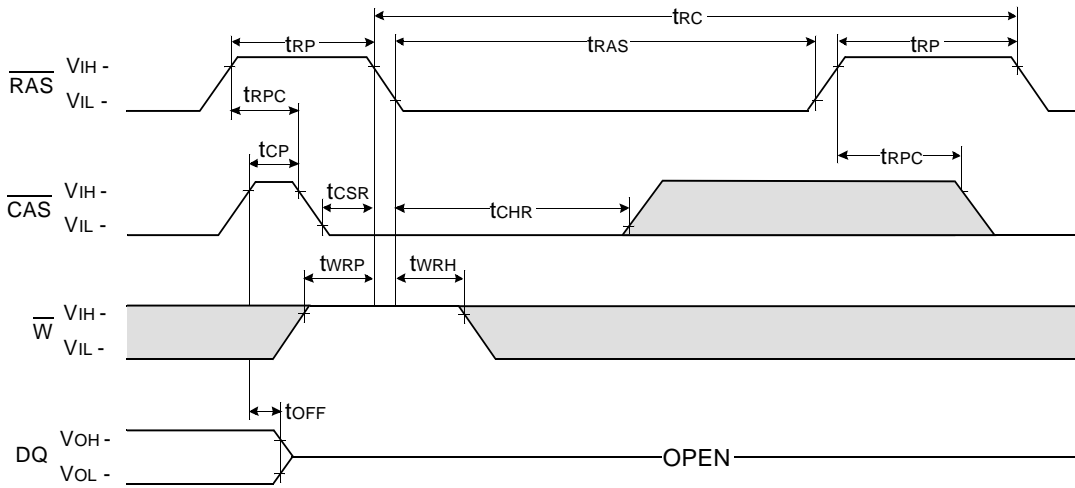 tRC
tRP tRAS tRP
RAS VIH -
VIL -
tRPC
tCP tRPC
CAS VIH -
VIL -
tCSR tCHR
tWRP tWRH
W VIH -
VIL -
tOFF
DQ VOH -
VOL -
OPEN